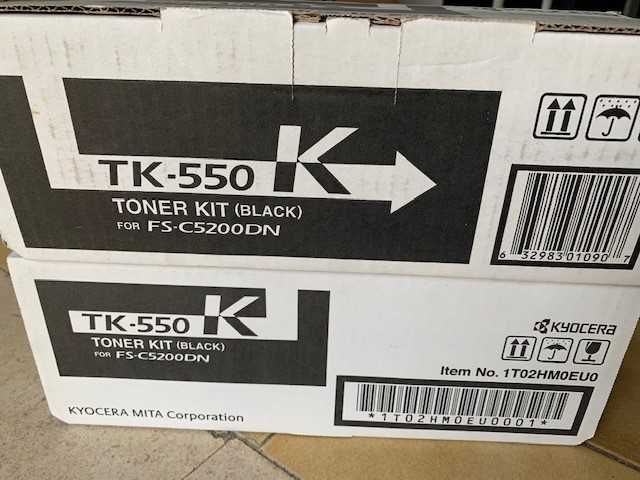 TK-550 K
TONER KIT (BLACK)
FOR FS-C5200DN
6 32983 01090 7
TK-550 K
TONER KIT (BLACK)
FOR FS-C5200DN
KYOCERA
Item No. 1T02HM0EU0
*1T02HM0EU0001*
KYOCERA MITA Corporation